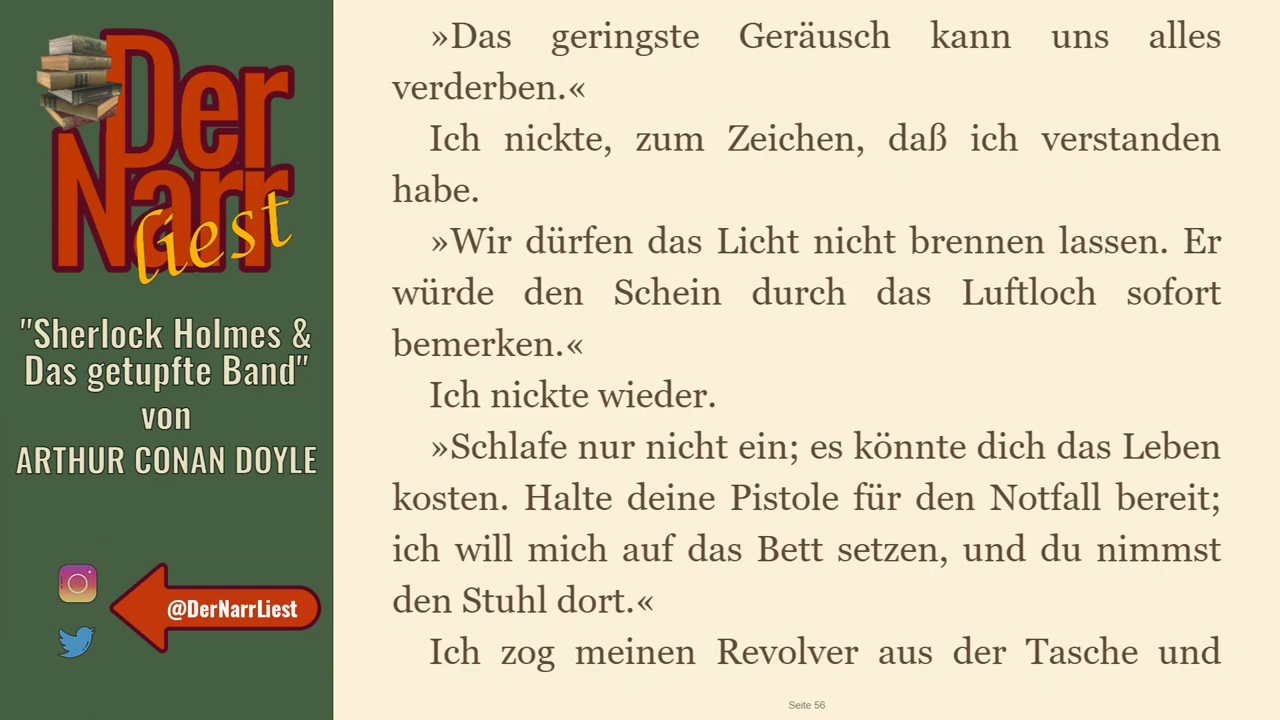 Der
Narr
liest
"Sherlock Holmes &
Das getupfte Band"
von
ARTHUR CONAN DOYLE
@DerNarrLiest
»Das geringste Geräusch kann uns alles
verderben.«
Ich nickte, zum Zeichen, daß ich verstanden
habe.
»Wir dürfen das Licht nicht brennen lassen. Er
würde den Schein durch das Luftloch sofort
bemerken.«
Ich nickte wieder.
»Schlafe nur nicht ein; es könnte dich das Leben
kosten. Halte deine Pistole für den Notfall bereit;
ich will mich auf das Bett setzen, und du nimmst
den Stuhl dort.«
Ich zog meinen Revolver aus der Tasche und
Seite 56